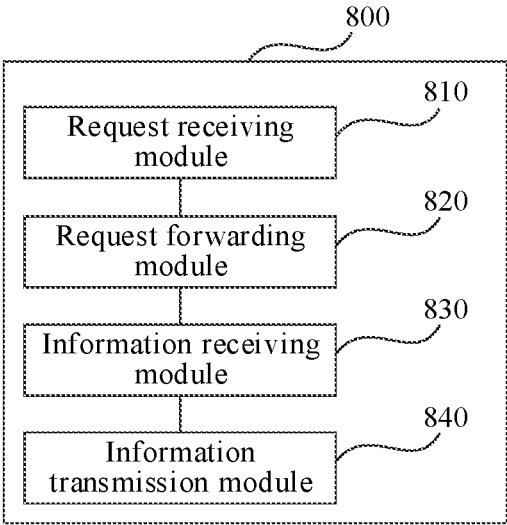 800
810
Request receiving
module
820
Request forwarding
module
830
Information receiving
module
840
Information
transmission module